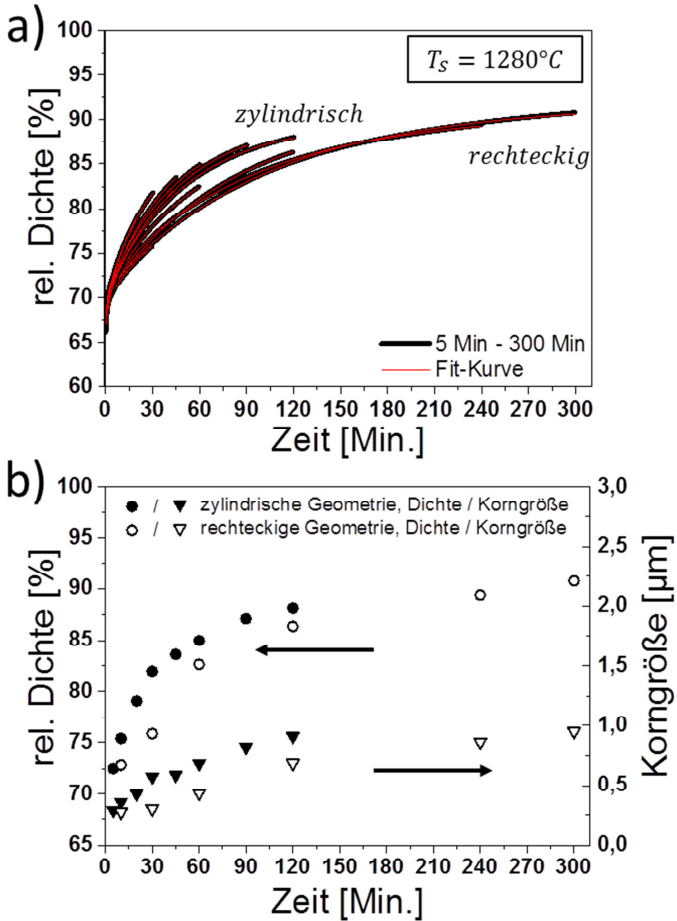 a)
100
95
90
85
80
75
70
65
60
rel. Dichte [%]
T_S = 1280°C
zylindrisch
rechteckig
5 Min - 300 Min
Fit-Kurve
0 30 60 90 120 150 180 210 240 270 300
Zeit [Min.]
b)
100
95
90
85
80
75
70
65
rel. Dichte [%]
/ zylindrische Geometrie, Dichte / Korngröße
/ rechteckige Geometrie, Dichte / Korngröße
3,0
2,5
2,0
1,5
1,0
0,5
0,0
Korngröße [µm]
0 30 60 90 120 150 180 210 240 270 300
Zeit [Min.]